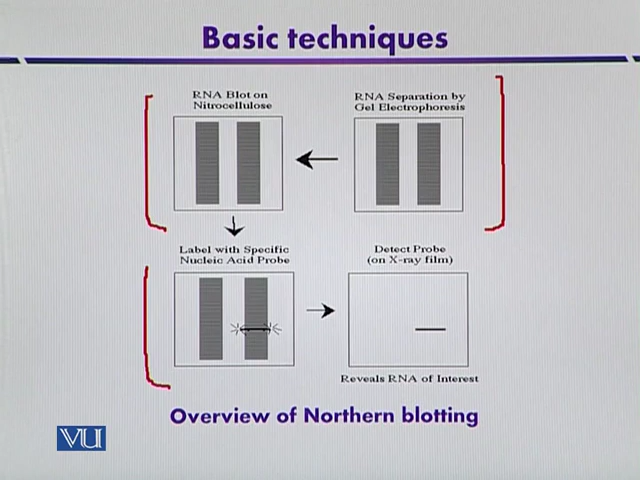 Basic techniques
RNA Blot on
Nitrocellulose
RNA Separation by
Gel Electrophoresis
Label with Specific
Nucleic Acid Probe
Detect Probe
(on X-ray film)
Reveals RNA of Interest
Overview of Northern blotting
VU